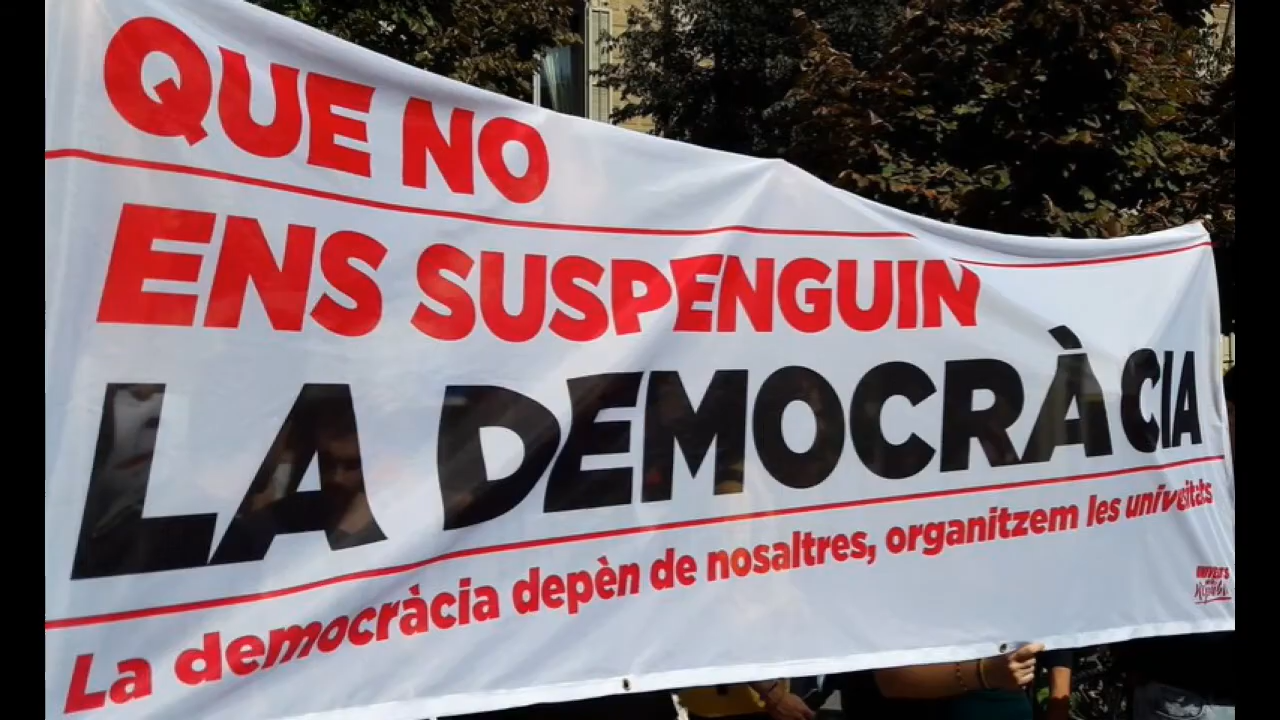 QUE NO
ENS SUSPENGUIN
LA DEMOCRÀCIA
La democràcia depèn de nosaltres, organitzem les universitats